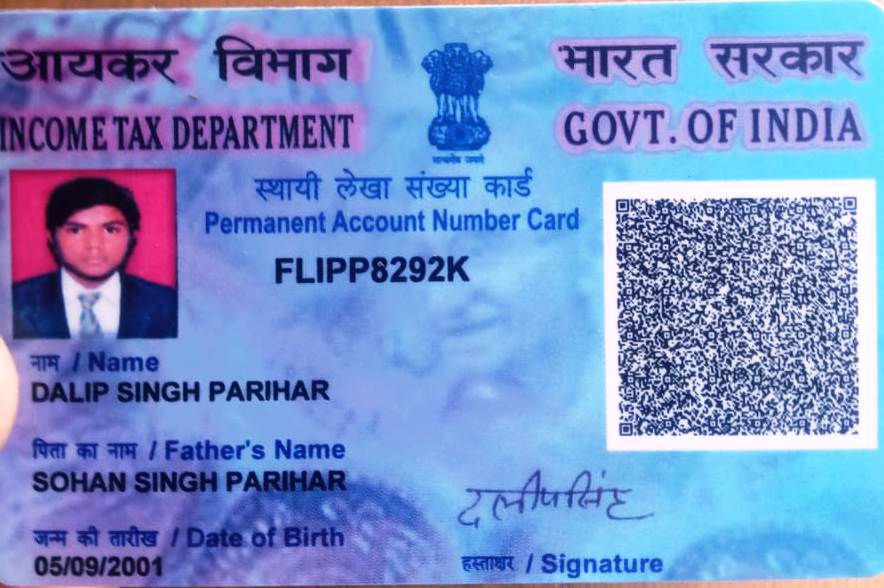 आयकर विभाग
INCOME TAX DEPARTMENT
भारत सरकार
GOVT. OF INDIA
सत्यमेव जयते
स्थायी लेखा संख्या कार्ड
Permanent Account Number Card
FLIPP8292K
नाम / Name
DALIP SINGH PARIHAR
पिता का नाम / Father's Name
SOHAN SINGH PARIHAR
जन्म की तारीख / Date of Birth
05/09/2001
दलीपसिंह
हस्ताक्षर / Signature